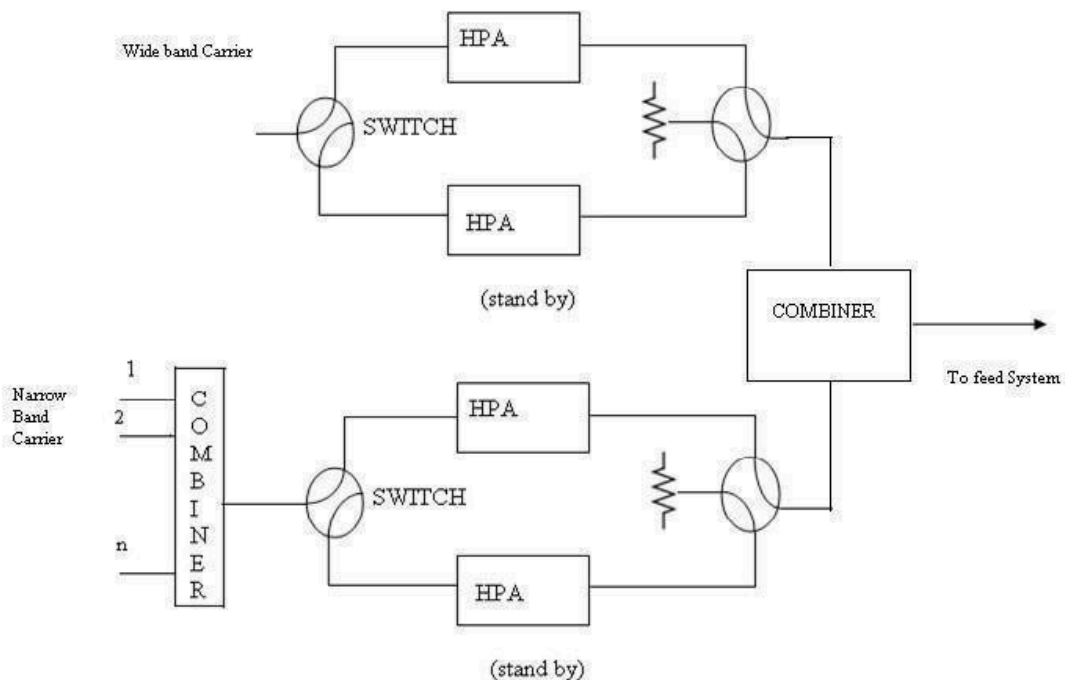 Wide band Carrier
HPA
SWITCH
HPA
(stand by)
COMBINER
To feed System
Narrow
Band
Carrier
1
2
n
COMBINER
HPA
SWITCH
HPA
(stand by)